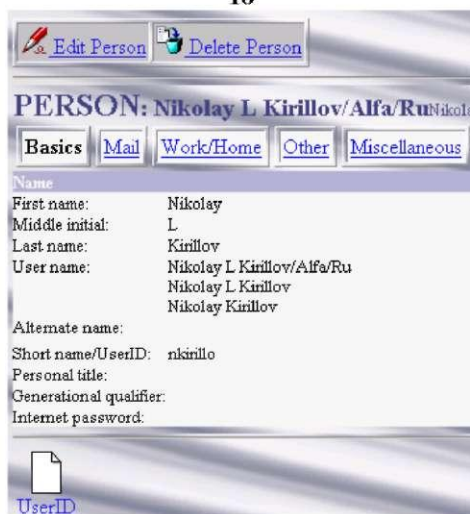 Edit Person Delete Person
PERSON: Nikolay L Kirillov/Alfa/Ru
Basics Mail Work/Home Other Miscellaneous
Name
First name: Nikolay
Middle initial: L
Last name: Kirillov
User name: Nikolay L Kirillov/Alfa/Ru
Nikolay L Kirillov
Nikolay Kirillov
Alternate name:
Short name/UserID: nkirillo
Personal title:
Generational qualifier:
Internet password:
UserID